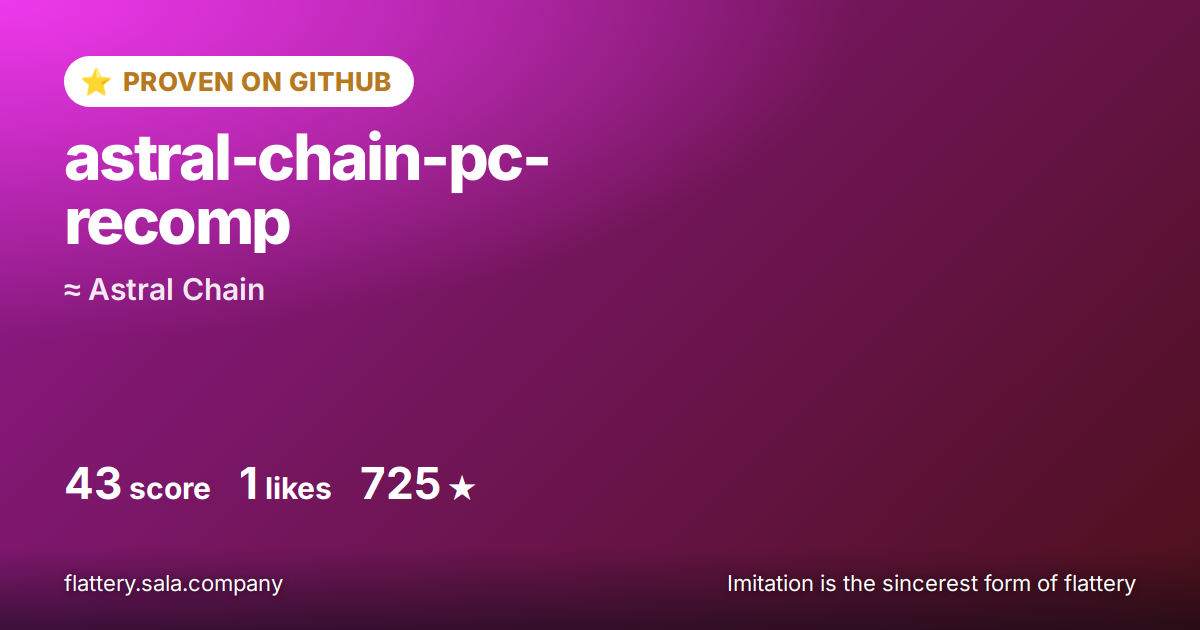 ⭐ PROVEN ON GITHUB
astral-chain-pc-
recomp
≈ Astral Chain
43 score 1 likes 725 ★
flattery.sala.company
Imitation is the sincerest form of flattery